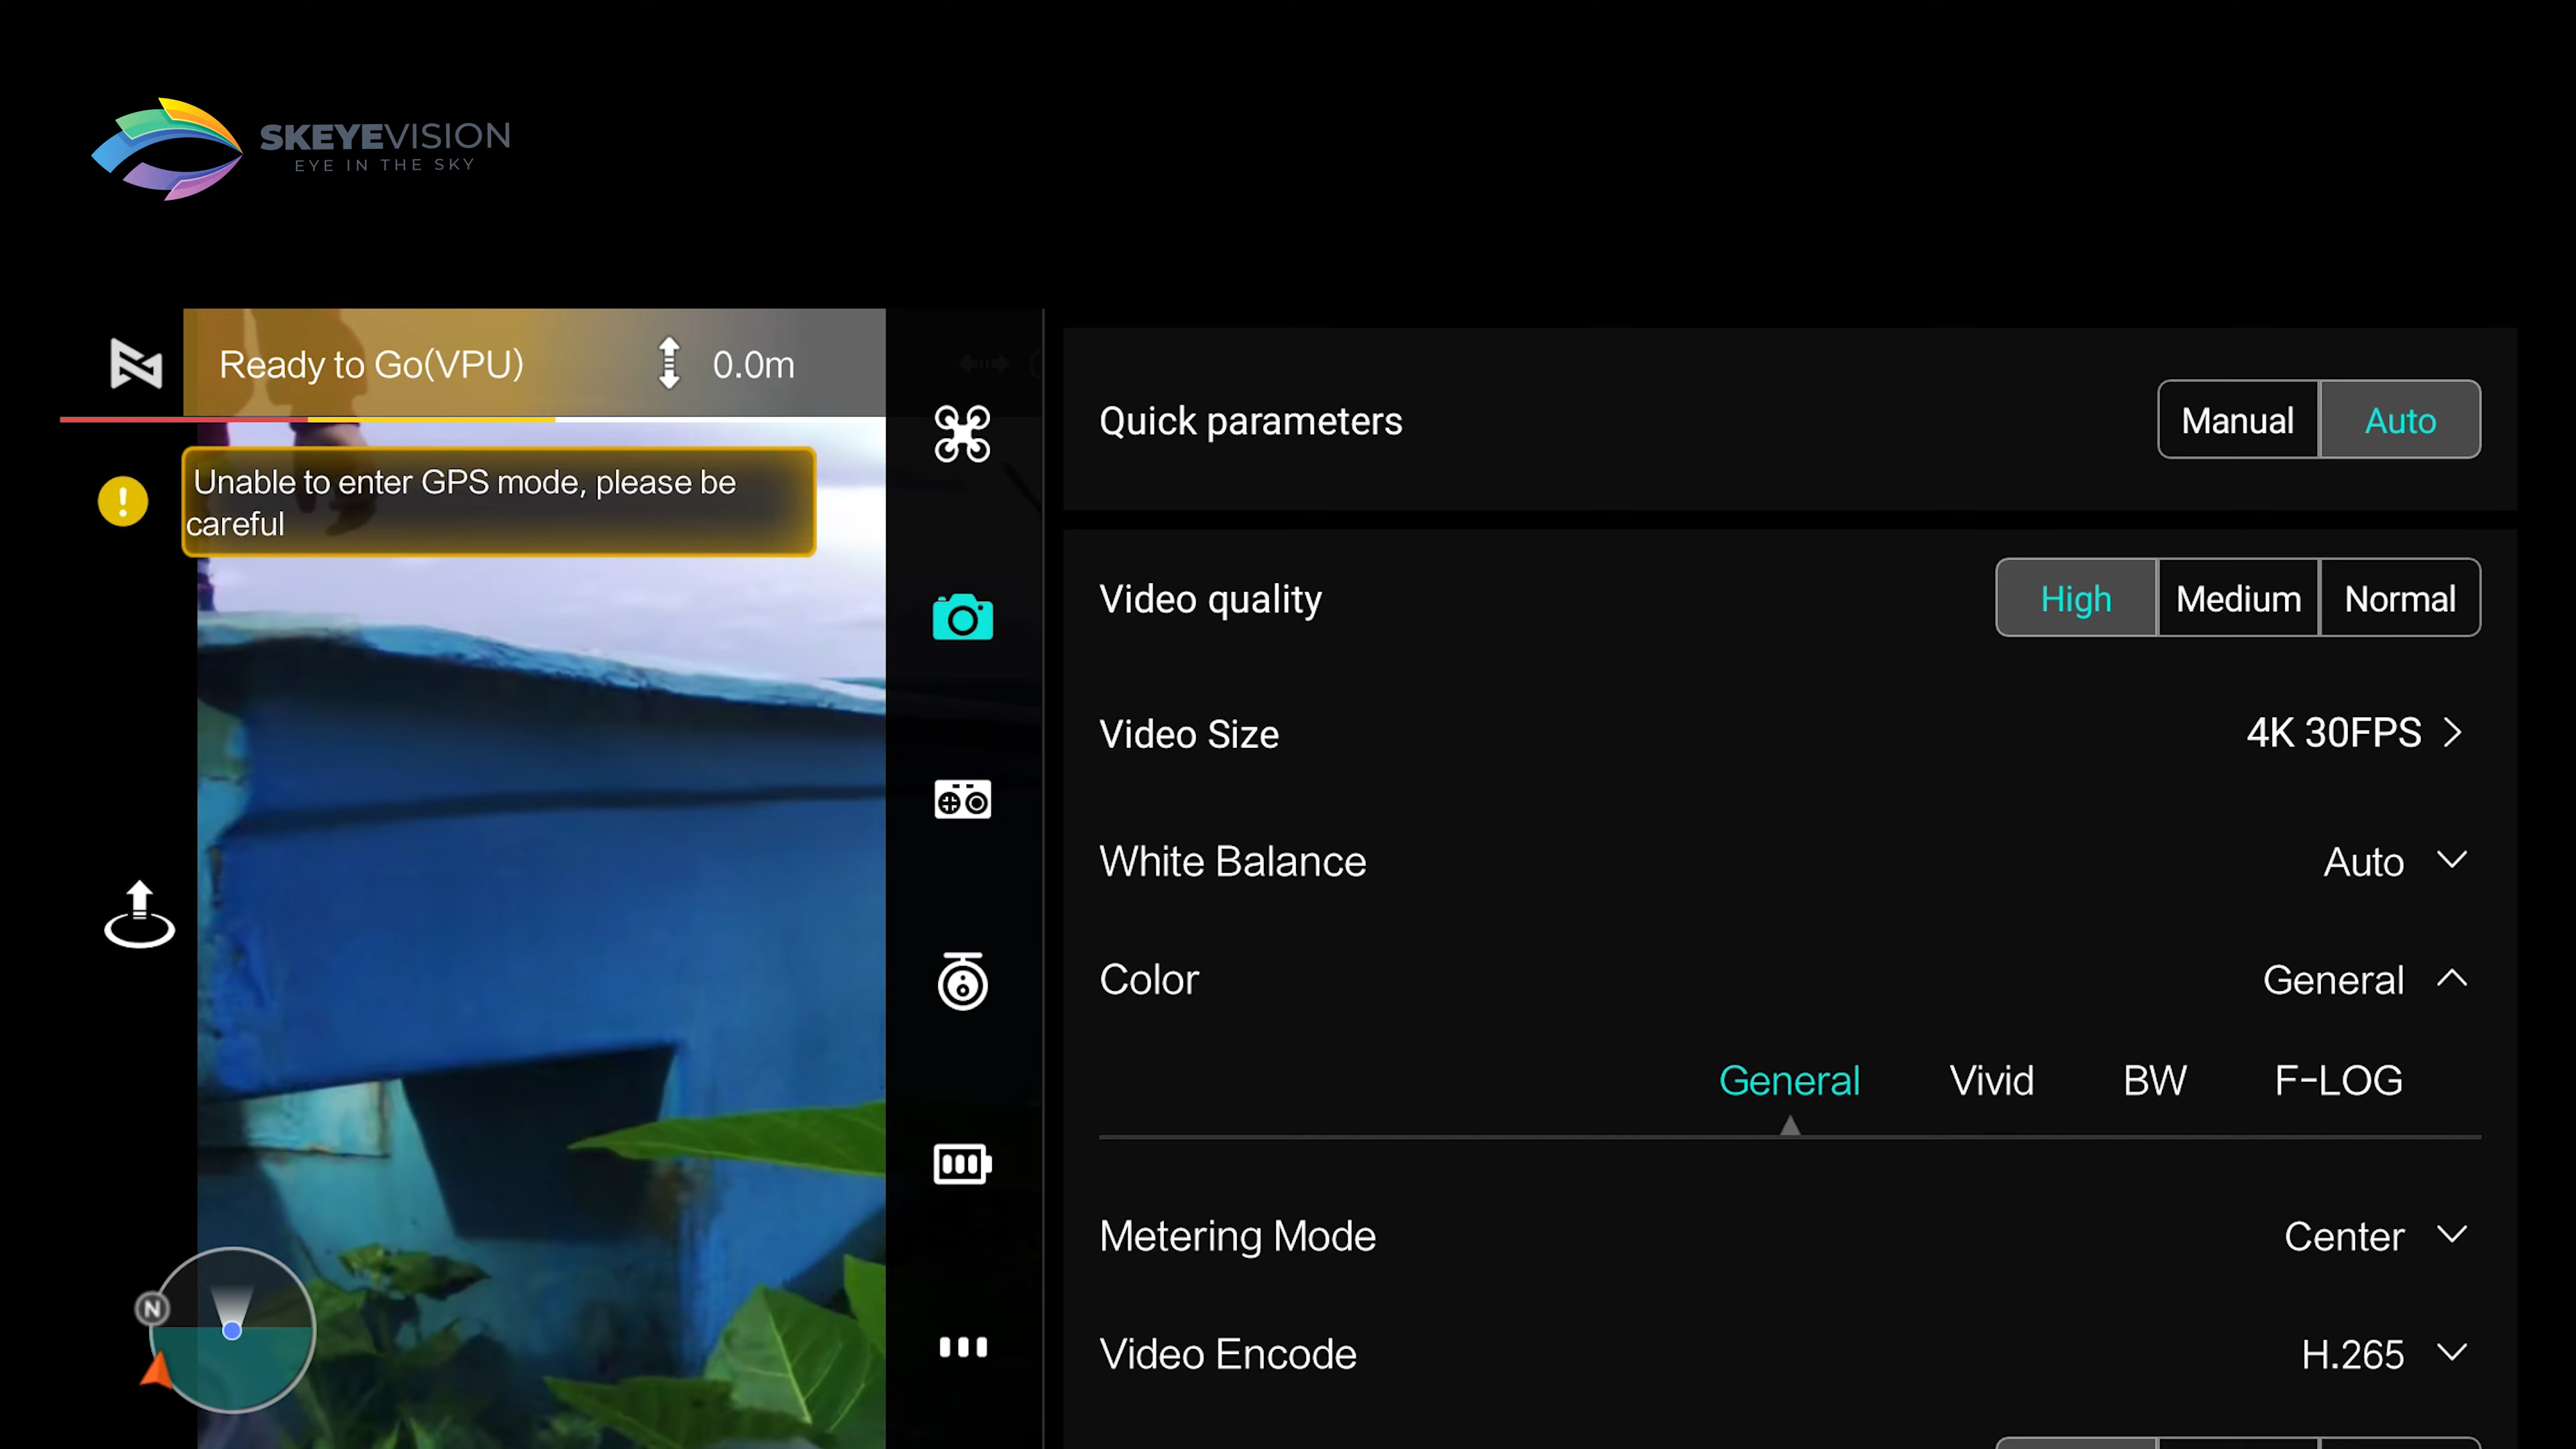 SKEYEVISION
EYE IN THE SKY
Ready to Go(VPU)
0.0m
Unable to enter GPS mode, please be
careful
N
Quick parameters
Manual
Auto
Video quality
High
Medium
Normal
Video Size
4K 30FPS
White Balance
Auto
Color
General
General
Vivid
BW
F-LOG
Metering Mode
Center
Video Encode
H.265